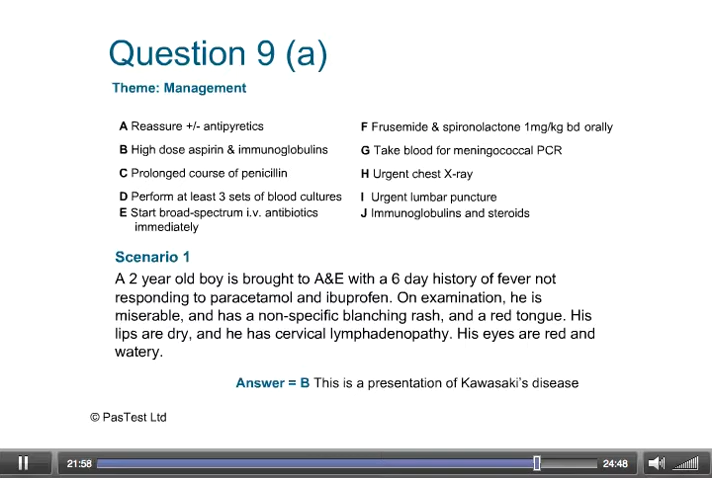 Question 9 (a)
Theme: Management
A Reassure +/- antipyretics
B High dose aspirin & immunoglobulins
C Prolonged course of penicillin
D Perform at least 3 sets of blood cultures
E Start broad-spectrum i.v. antibiotics
immediately
F Frusemide & spironolactone 1mg/kg bd orally
G Take blood for meningococcal PCR
H Urgent chest X-ray
I Urgent lumbar puncture
J Immunoglobulins and steroids
Scenario 1
A 2 year old boy is brought to A&E with a 6 day history of fever not
responding to paracetamol and ibuprofen. On examination, he is
miserable, and has a non-specific blanching rash, and a red tongue. His
lips are dry, and he has cervical lymphadenopathy. His eyes are red and
watery.
Answer = B This is a presentation of Kawasaki's disease
© PasTest Ltd
21:58
24:48